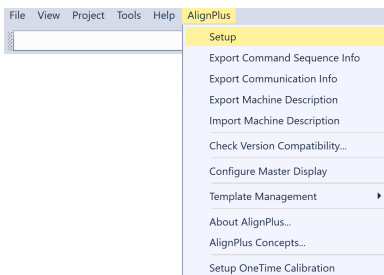 File View Project Tools Help AlignPlus
Setup
Export Command Sequence Info
Export Communication Info
Export Machine Description
Import Machine Description
Check Version Compatibility...
Configure Master Display
Template Management
About AlignPlus...
AlignPlus Concepts...
Setup OneTime Calibration